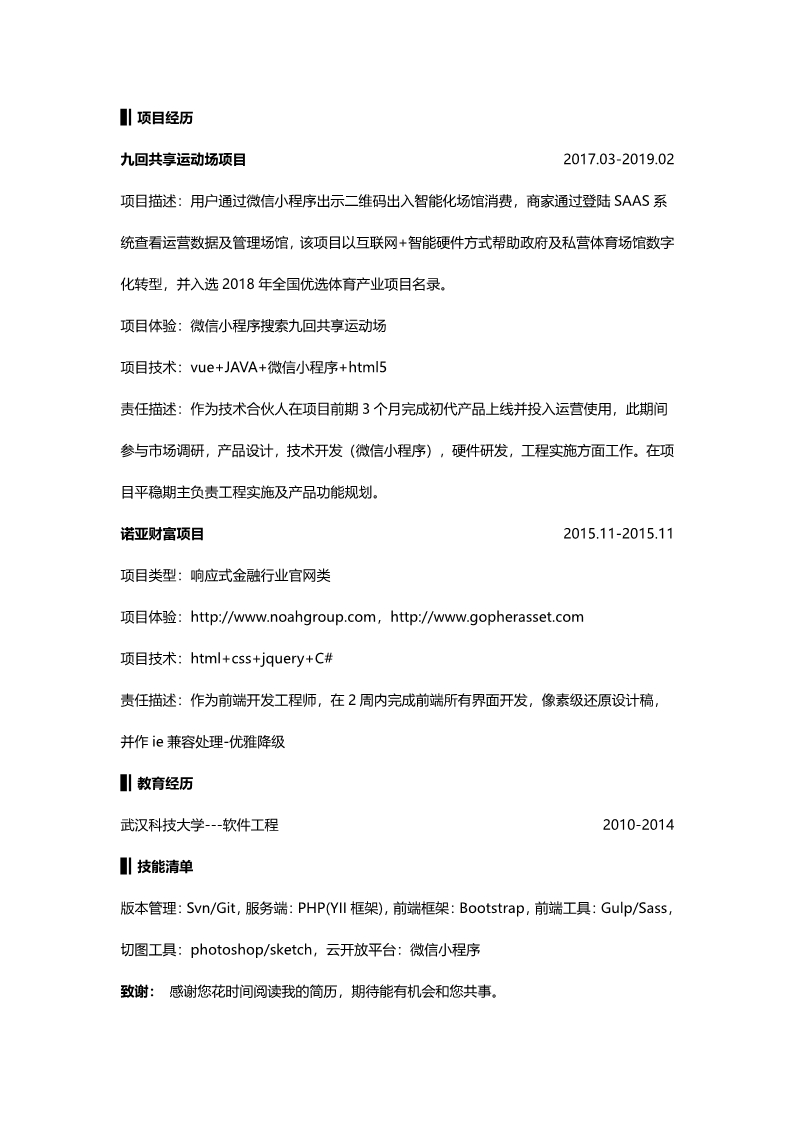 项目经历
九回共享运动场项目 2017.03-2019.02
项目描述：用户通过微信小程序出示二维码出入智能化场馆消费，商家通过登陆 SAAS 系
统查看运营数据及管理场馆，该项目以互联网+智能硬件方式帮助政府及私营体育场馆数字
化转型，并入选 2018 年全国优选体育产业项目名录。
项目体验：微信小程序搜索九回共享运动场
项目技术：vue+JAVA+微信小程序+html5
责任描述：作为技术合伙人在项目前期 3 个月完成初代产品上线并投入运营使用，此期间
参与市场调研，产品设计，技术开发（微信小程序），硬件研发，工程实施方面工作。在项
目平稳期主负责工程实施及产品功能规划。
诺亚财富项目 2015.11-2015.11
项目类型：响应式金融行业官网类
项目体验：http://www.noahgroup.com，http://www.gopherasset.com
项目技术：html+css+jquery+C#
责任描述：作为前端开发工程师，在 2 周内完成前端所有界面开发，像素级还原设计稿，
并作 ie 兼容处理-优雅降级
教育经历
武汉科技大学---软件工程 2010-2014
技能清单
版本管理：Svn/Git，服务端：PHP(YII 框架)，前端框架：Bootstrap，前端工具：Gulp/Sass，
切图工具：photoshop/sketch，云开放平台：微信小程序
致谢： 感谢您花时间阅读我的简历，期待能有机会和您共事。